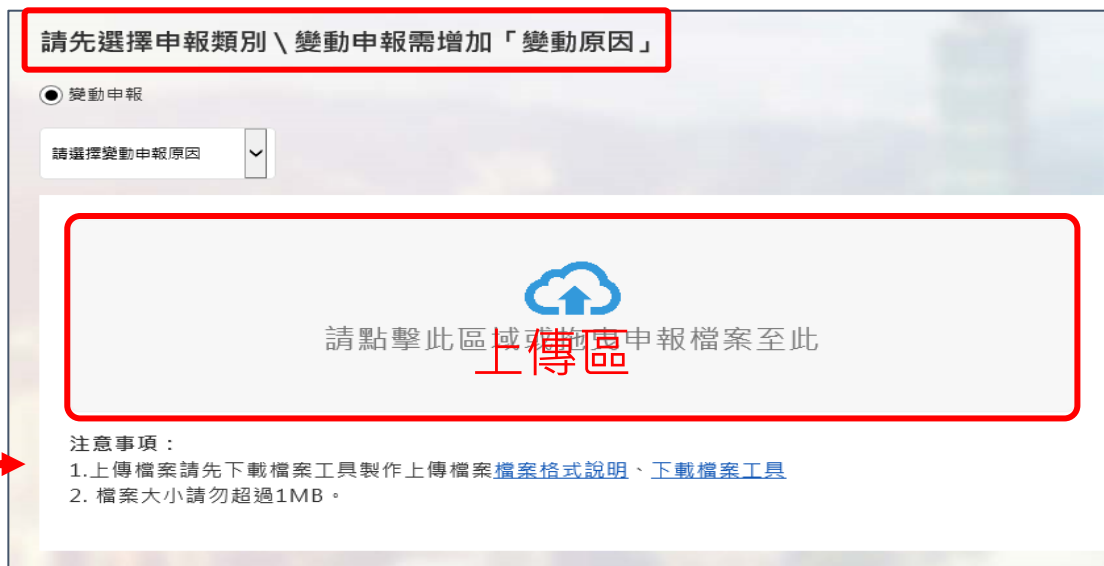 請先選擇申報類別 \ 變動申報需增加「變動原因」
變動申報
請選擇變動申報原因
請點擊此區域或拖曳申報檔案至此
上傳區
注意事項：
1.上傳檔案請先下載檔案工具製作上傳檔案檔案格式說明、下載檔案工具
2. 檔案大小請勿超過1MB。